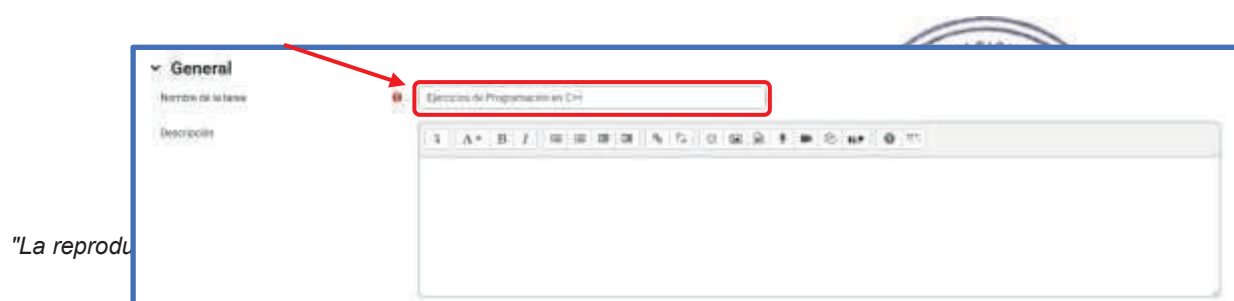 General
Nombre de la tarea
Ejercicios de Programación en C++
Descripción
"La reprodu